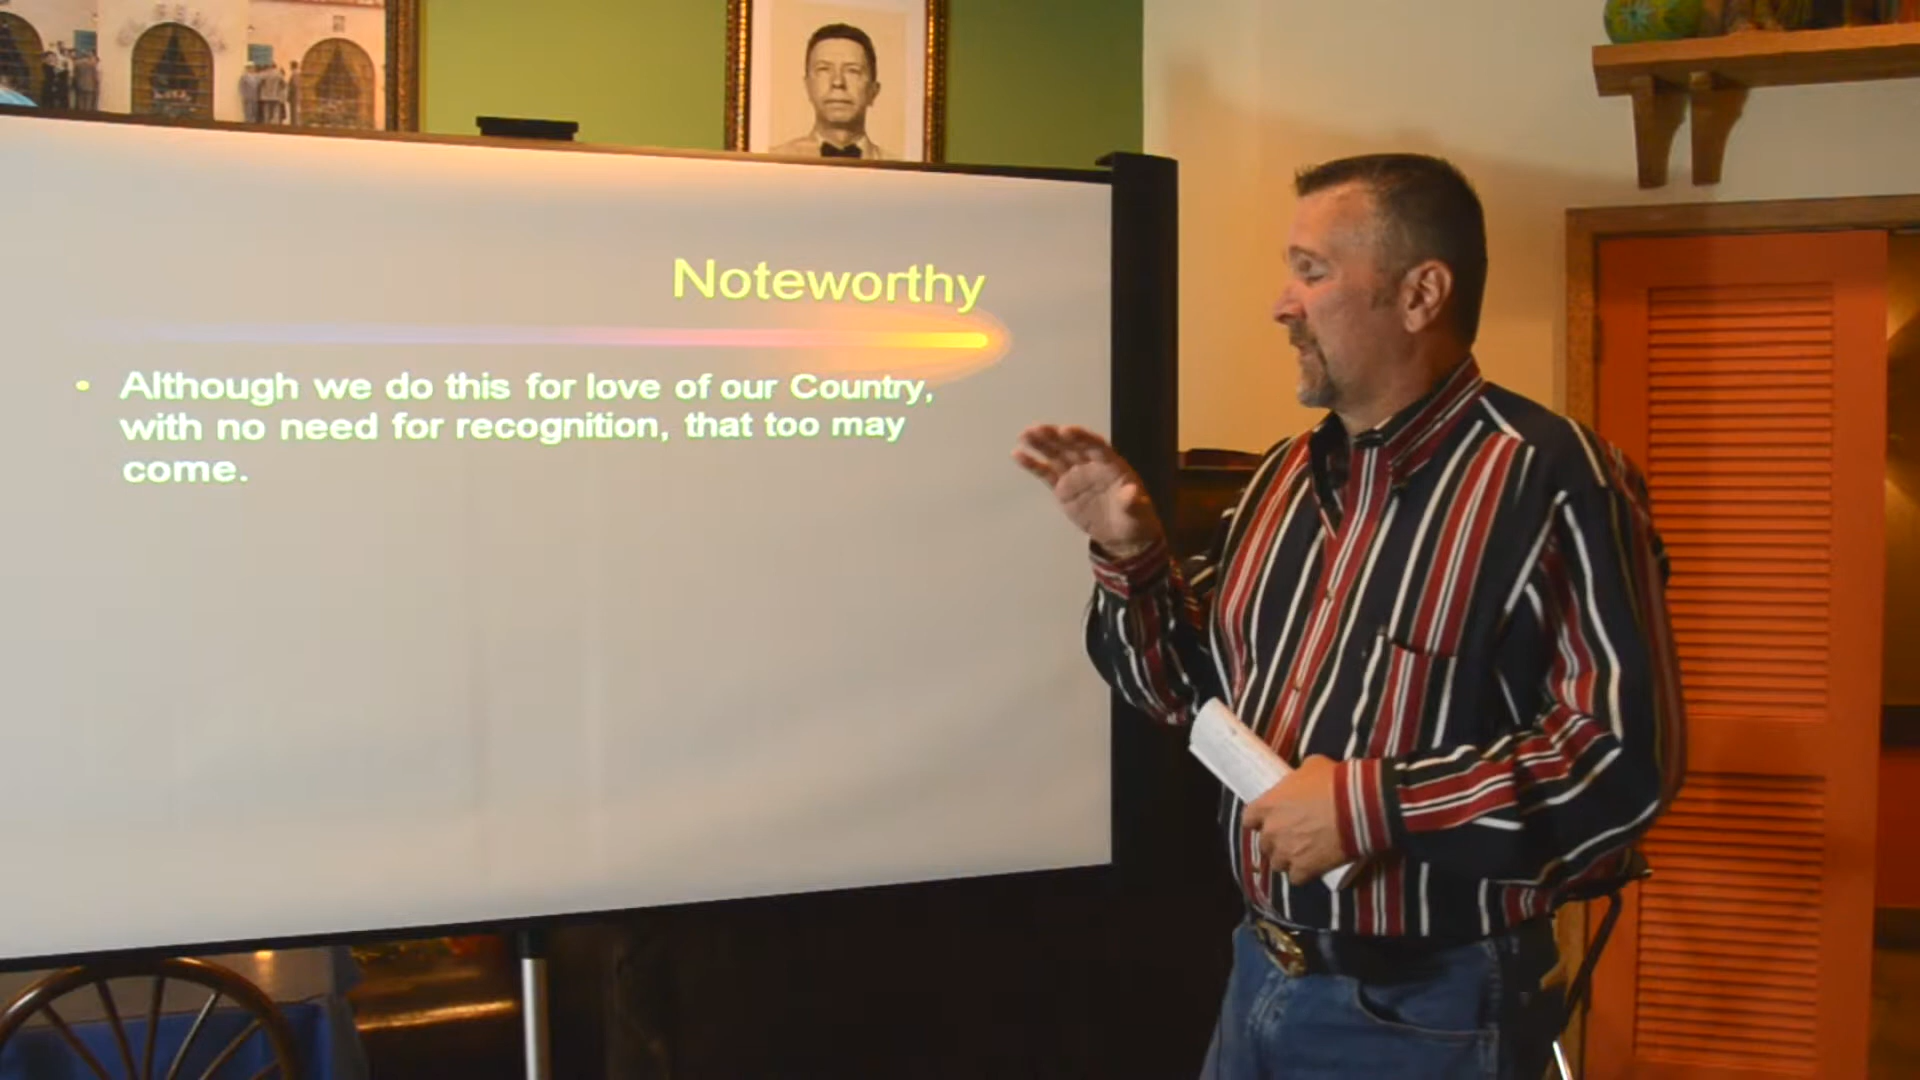 Noteworthy
• Although we do this for love of our Country,
with no need for recognition, that too may
come.